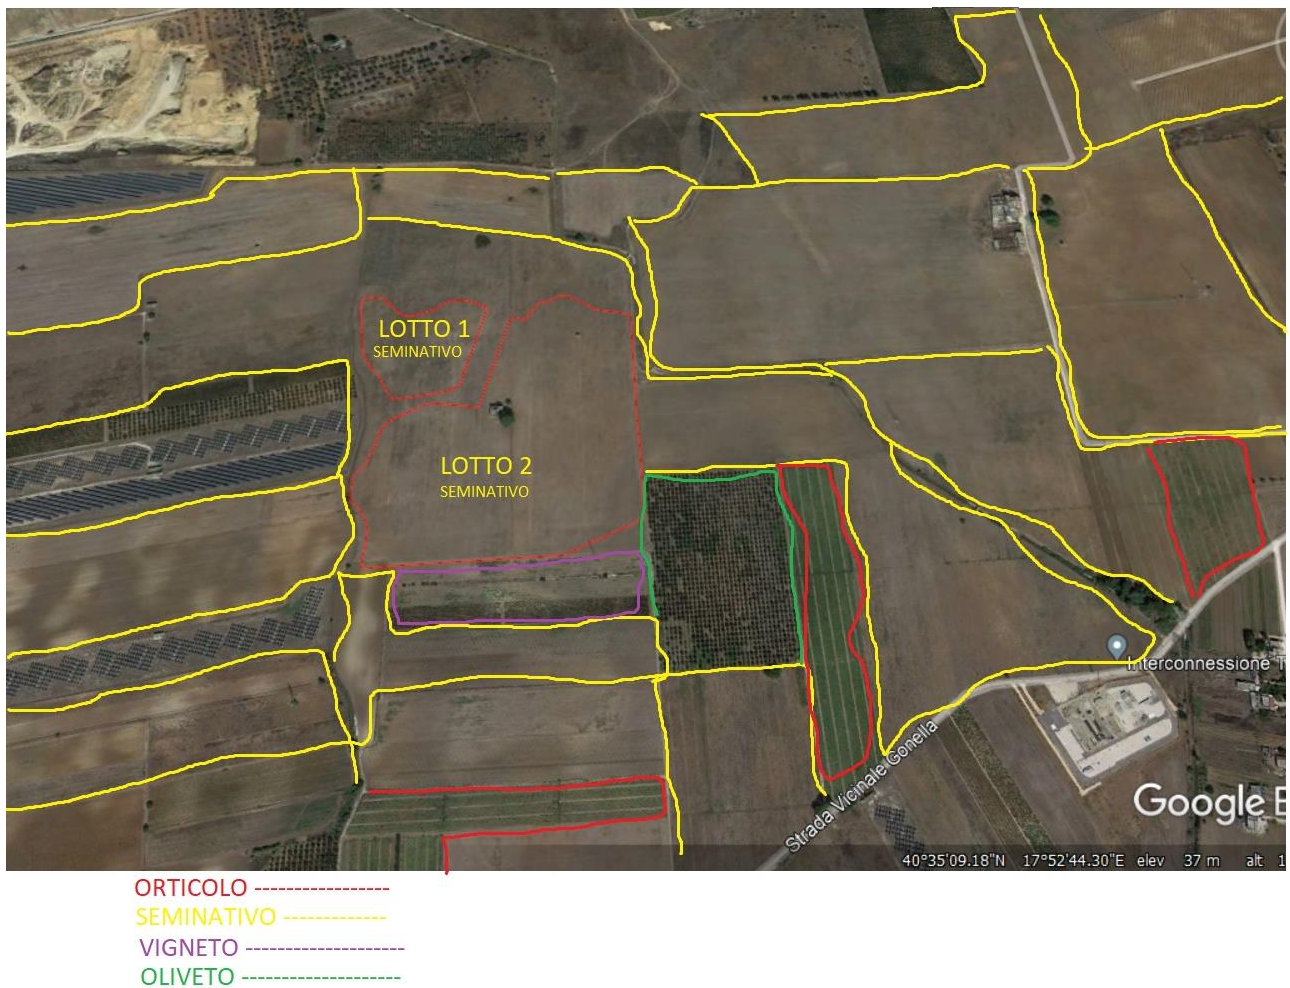 LOTTO 1
SEMINATIVO
LOTTO 2
SEMINATIVO
Interconnessione T
Strada Vicinale Gonella
Google E
40°35'09.18"N 17°52'44.30"E elev 37 m alt 1
ORTICOLO -----------------
SEMINATIVO -------------
VIGNETO --------------------
OLIVETO --------------------